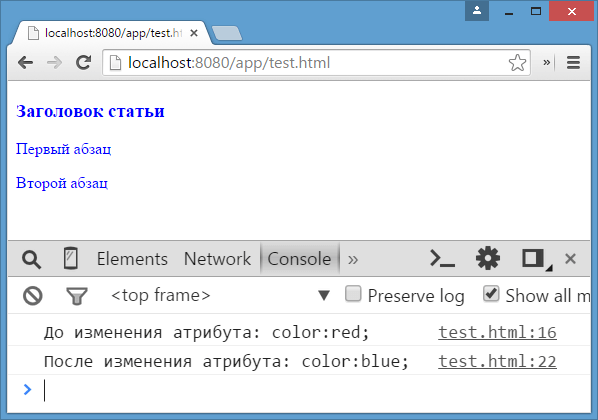 localhost:8080/app/test.h
localhost:8080/app/test.html
»
Заголовок статьи
Первый абзац
Второй абзац
Elements Network Console »
<top frame> Preserve log Show all m
До изменения атрибута: color:red; test.html:16
После изменения атрибута: color:blue; test.html:22
>